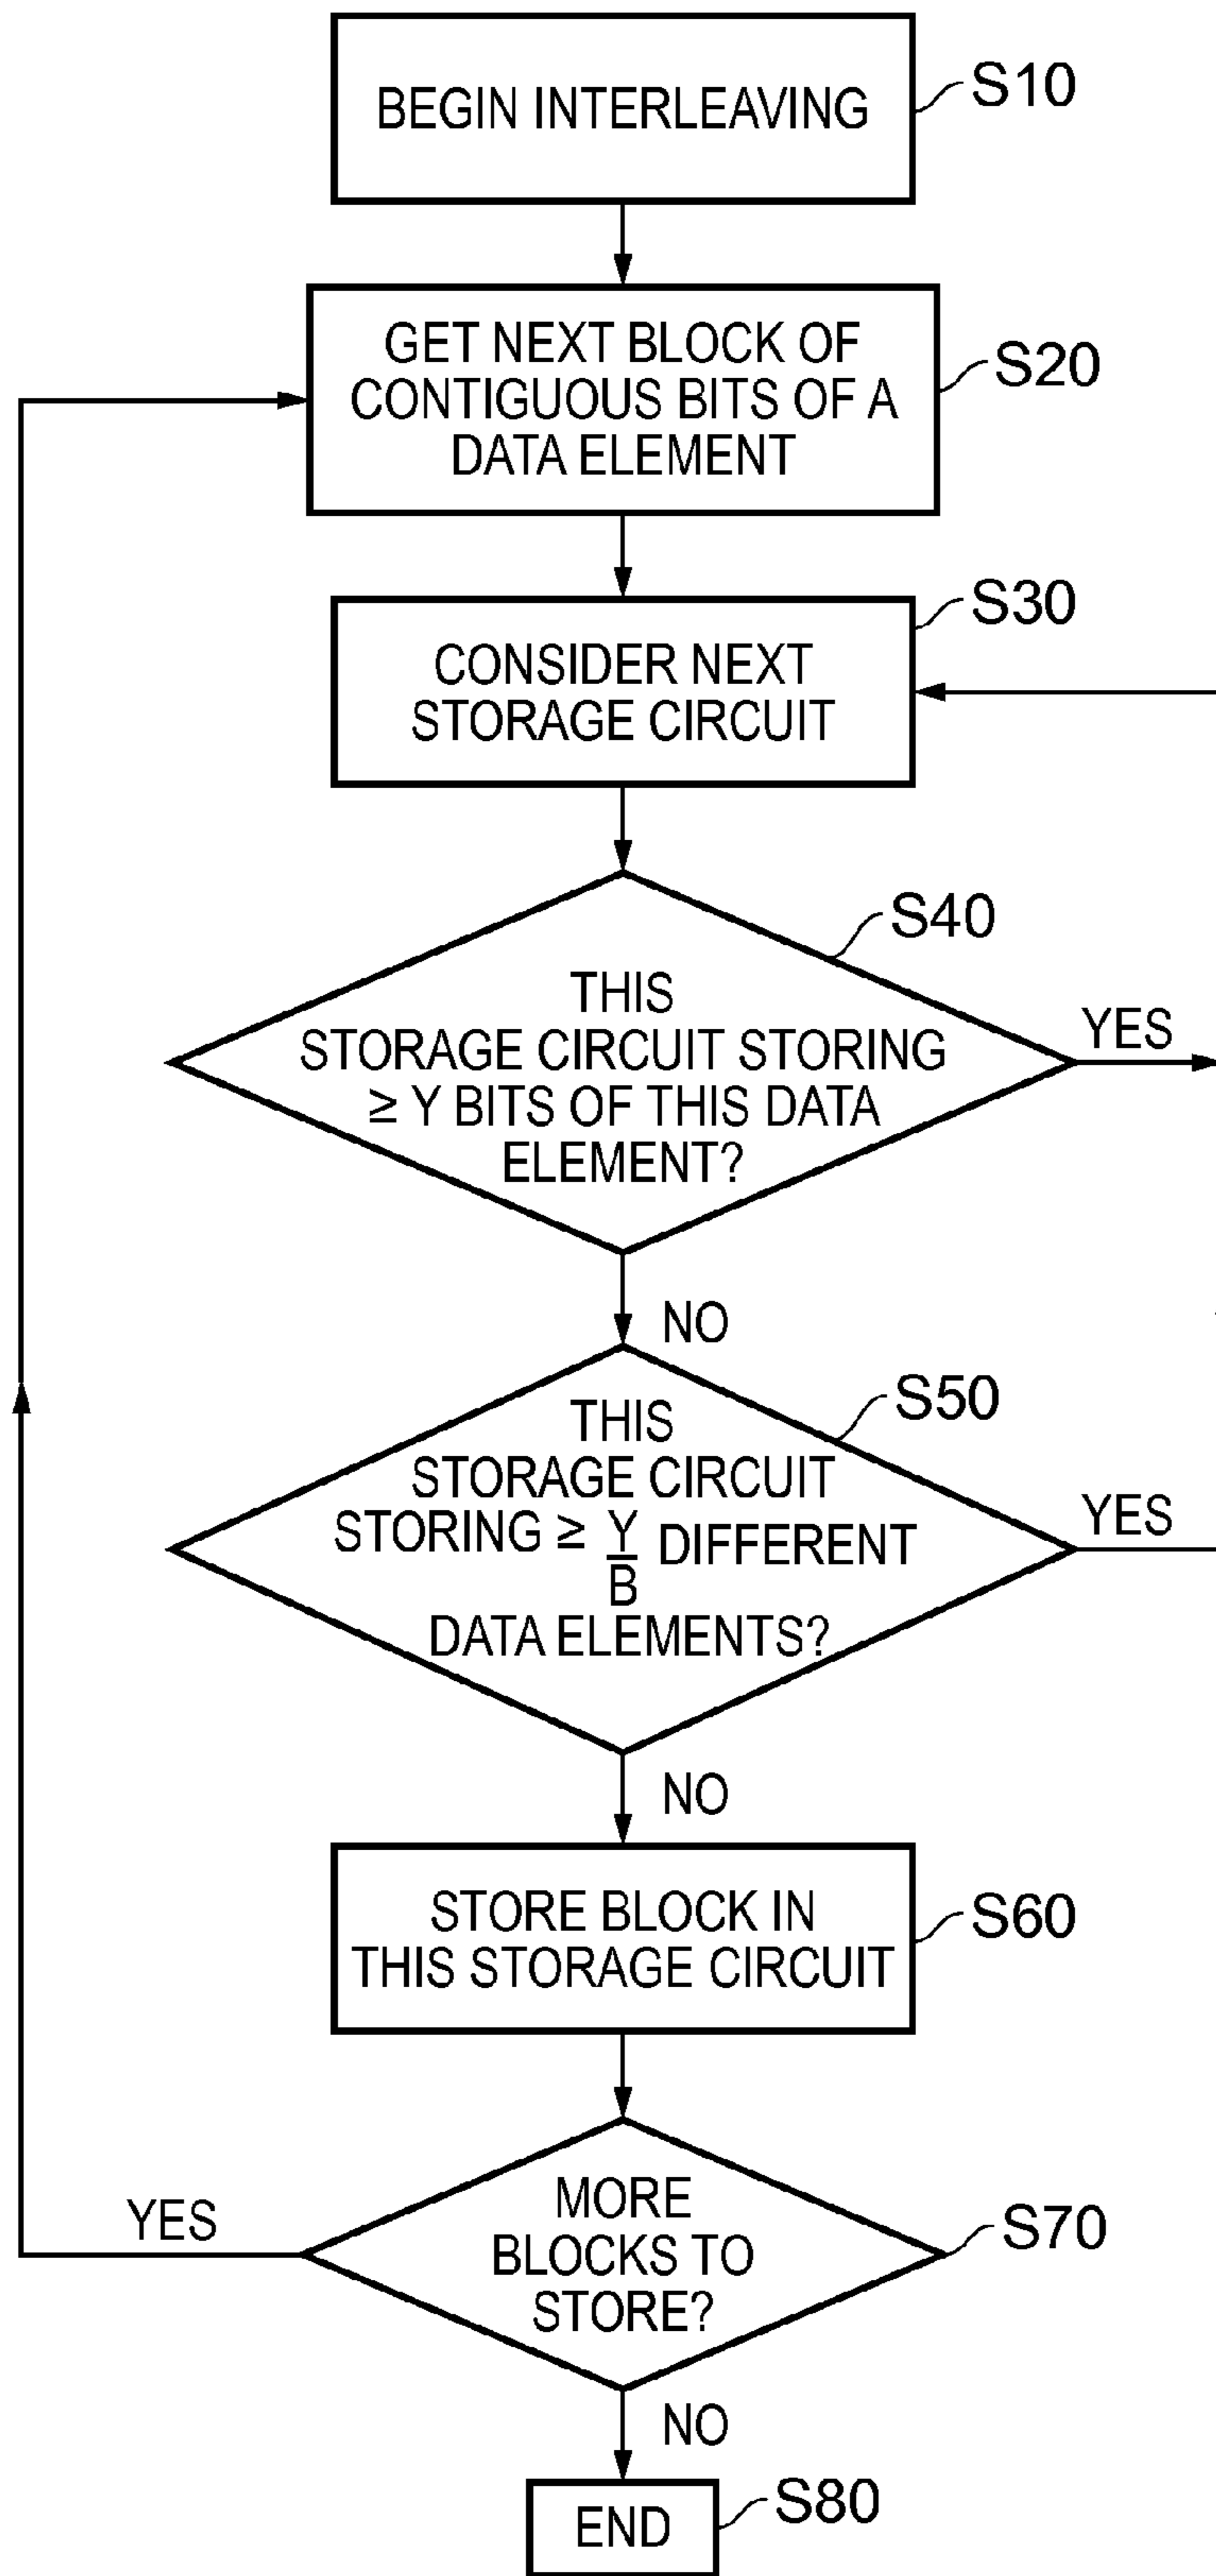 BEGIN INTERLEAVING
S10
GET NEXT BLOCK OF
CONTIGUOUS BITS OF A
DATA ELEMENT
S20
CONSIDER NEXT
STORAGE CIRCUIT
S30
THIS
STORAGE CIRCUIT STORING
≥ Y BITS OF THIS DATA
ELEMENT?
S40
YES
NO
THIS
STORAGE CIRCUIT
STORING ≥ Y/B DIFFERENT
DATA ELEMENTS?
S50
YES
NO
STORE BLOCK IN
THIS STORAGE CIRCUIT
S60
MORE
BLOCKS TO
STORE?
S70
YES
NO
END
S80